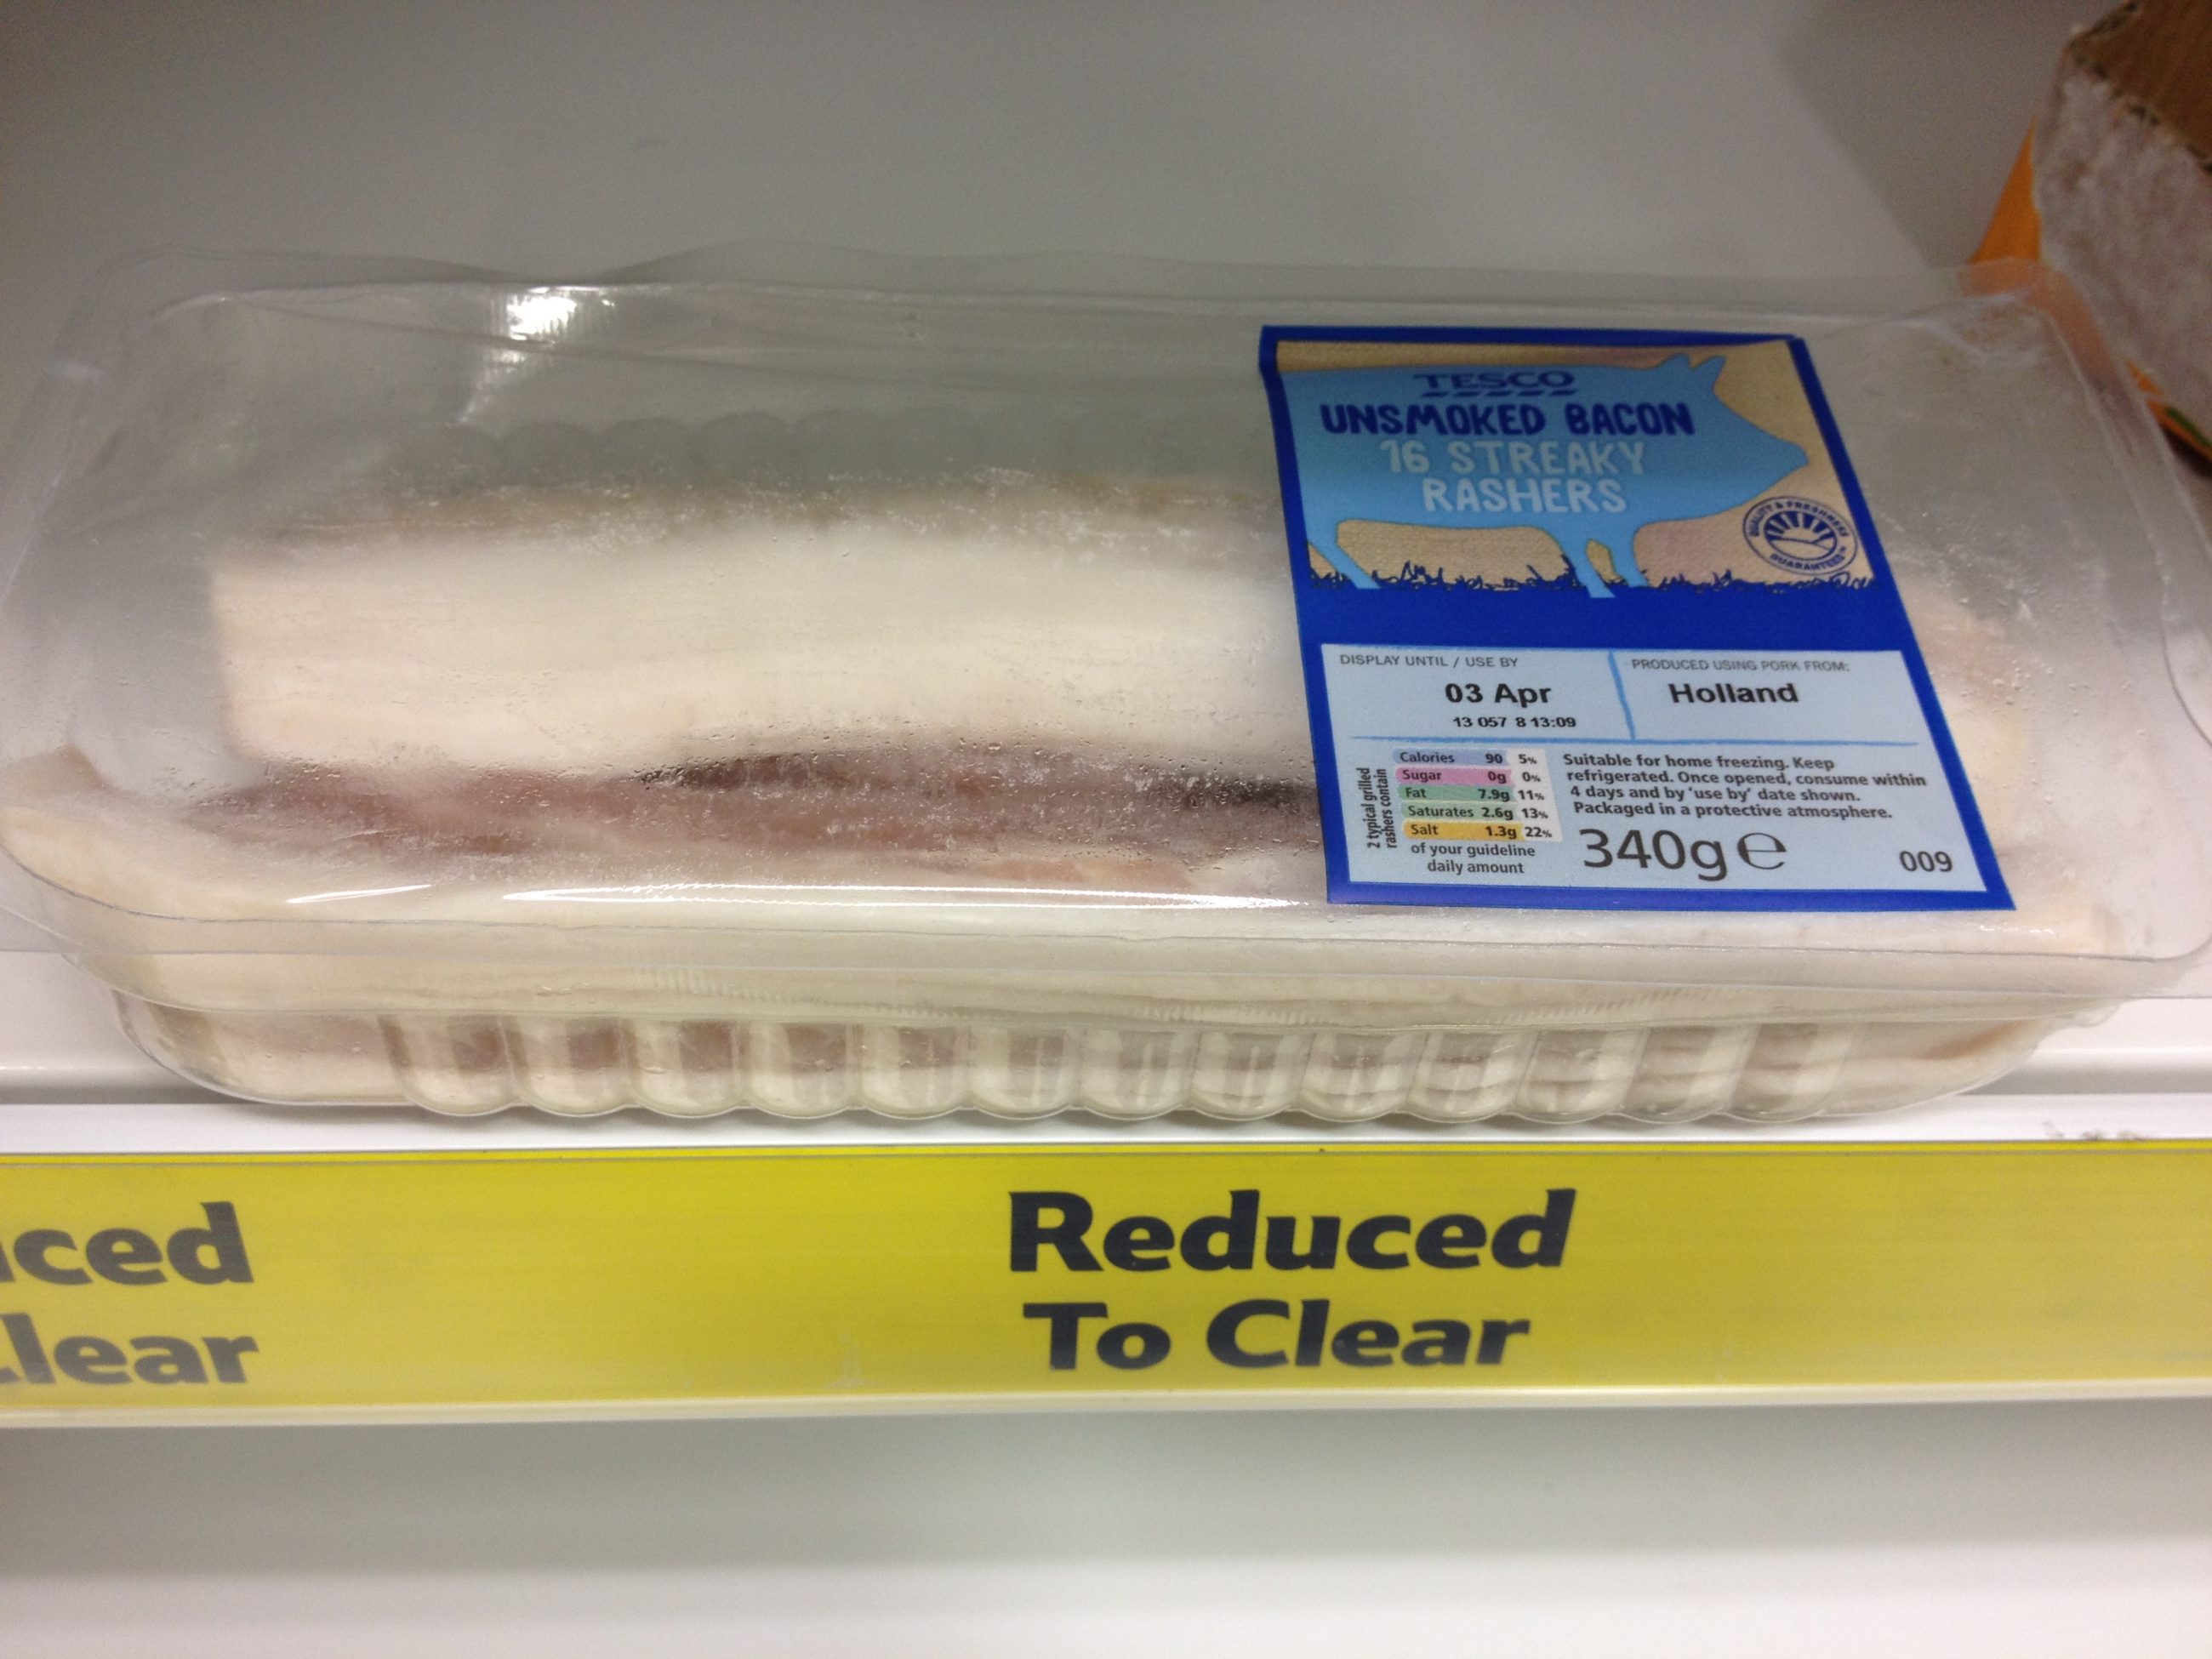 TESCO
UNSMOKED BACON
16 STREAKY
RASHERS
QUALITY & FRESHNESS
GUARANTEED
DISPLAY UNTIL / USE BY
03 Apr
13 057 8 13:09
PRODUCED USING PORK FROM:
Holland
2 typical grilled
rashers contain
Calories 90 5%
Sugar 0g 0%
Fat 7.9g 11%
Saturates 2.6g 13%
Salt 1.3g 22%
of your guideline
daily amount
Suitable for home freezing. Keep
refrigerated. Once opened, consume within
4 days and by 'use by' date shown.
Packaged in a protective atmosphere.
340g e
009
uced
Clear
Reduced
To Clear